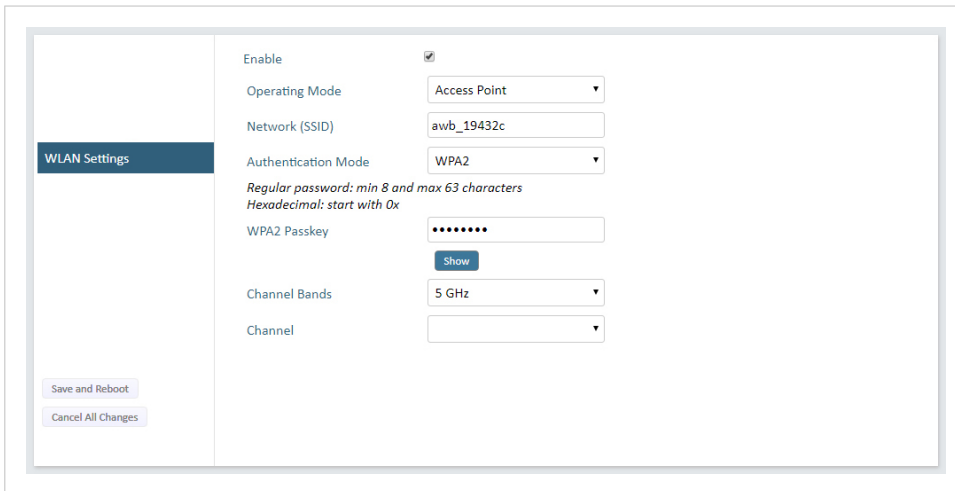 Enable
Operating Mode
Access Point
Network (SSID)
awb_19432c
WLAN Settings
Authentication Mode
WPA2
Regular password: min 8 and max 63 characters
Hexadecimal: start with 0x
WPA2 Passkey
••••••••
Show
Channel Bands
5 GHz
Channel
Save and Reboot
Cancel All Changes